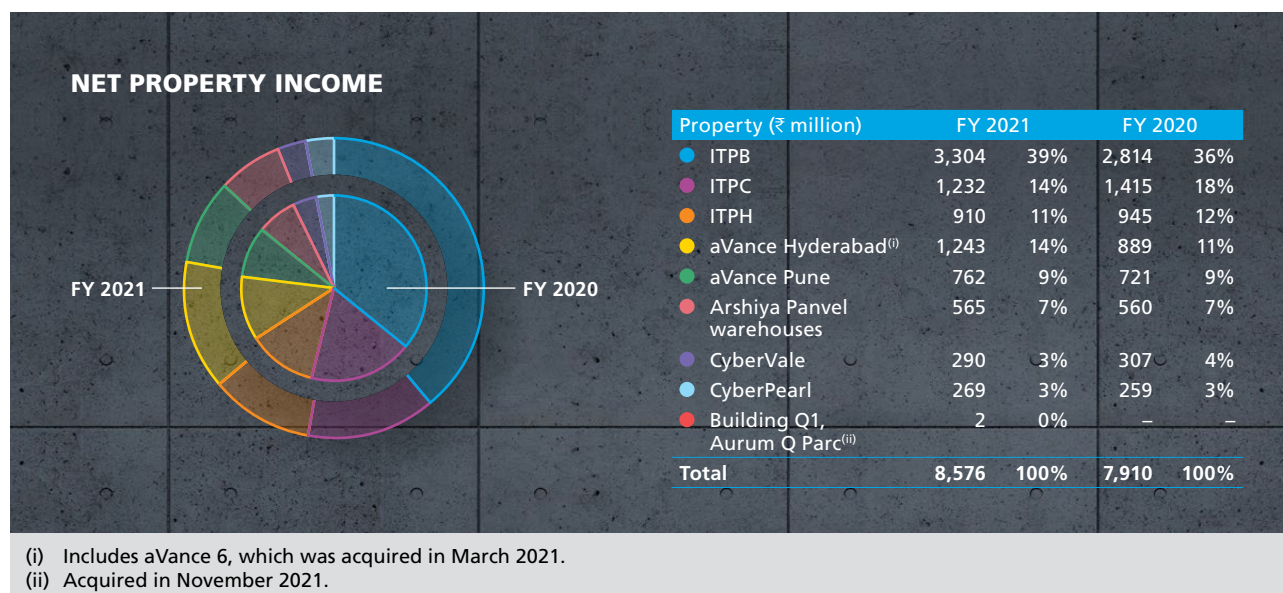 NET PROPERTY INCOME
FY 2021
FY 2020
Property (₹ million) FY 2021 FY 2020
ITPB 3,304 39% 2,814 36%
ITPC 1,232 14% 1,415 18%
ITPH 910 11% 945 12%
aVance Hyderabad(i) 1,243 14% 889 11%
aVance Pune 762 9% 721 9%
Arshiya Panvel 565 7% 560 7%
warehouses
CyberVale 290 3% 307 4%
CyberPearl 269 3% 259 3%
Building Q1, 2 0% – –
Aurum Q Parc(ii)
Total 8,576 100% 7,910 100%
(i) Includes aVance 6, which was acquired in March 2021.
(ii) Acquired in November 2021.